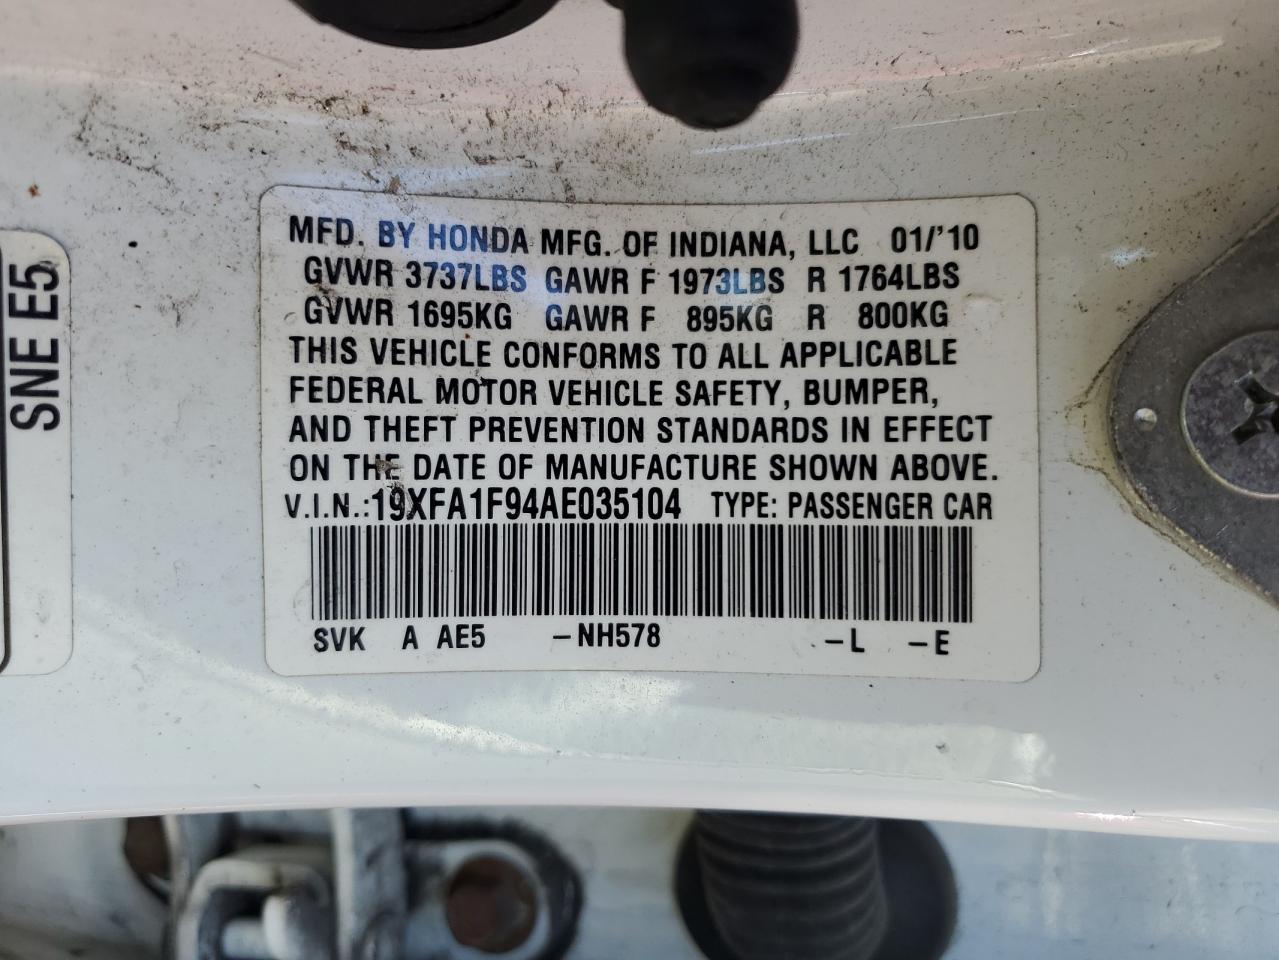 MFD. BY HONDA MFG. OF INDIANA, LLC 01/'10
GVWR 3737LBS GAWR F 1973LBS R 1764LBS
GVWR 1695KG GAWR F 895KG R 800KG
THIS VEHICLE CONFORMS TO ALL APPLICABLE
FEDERAL MOTOR VEHICLE SAFETY, BUMPER,
AND THEFT PREVENTION STANDARDS IN EFFECT
ON THE DATE OF MANUFACTURE SHOWN ABOVE.
V.I.N.:19XFA1F94AE035104 TYPE: PASSENGER CAR
SVK A AE5 –NH578 –L –E
SNE E5